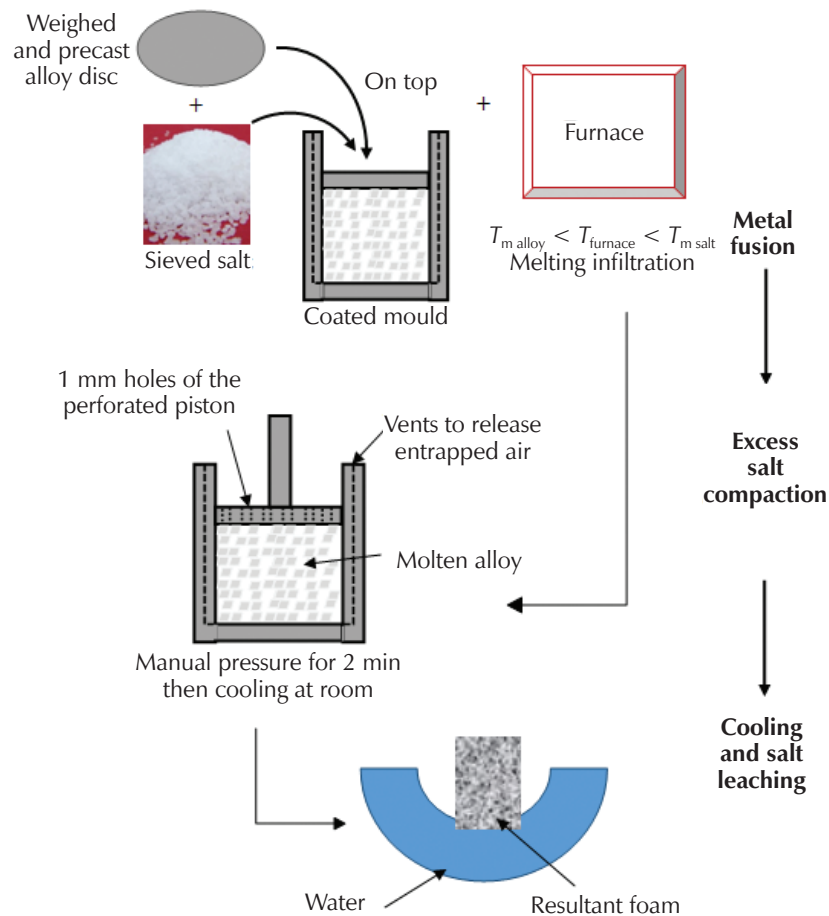 Weighed
and precast
alloy disc
+
On top
+
Furnace
Sieved salt
Coated mould
T m alloy < T furnace < T m salt
Melting infiltration
Metal
fusion
1 mm holes of the
perforated piston
Vents to release
entrapped air
Excess
salt
compaction
Molten alloy
Manual pressure for 2 min
then cooling at room
Cooling
and salt
leaching
Water
Resultant foam